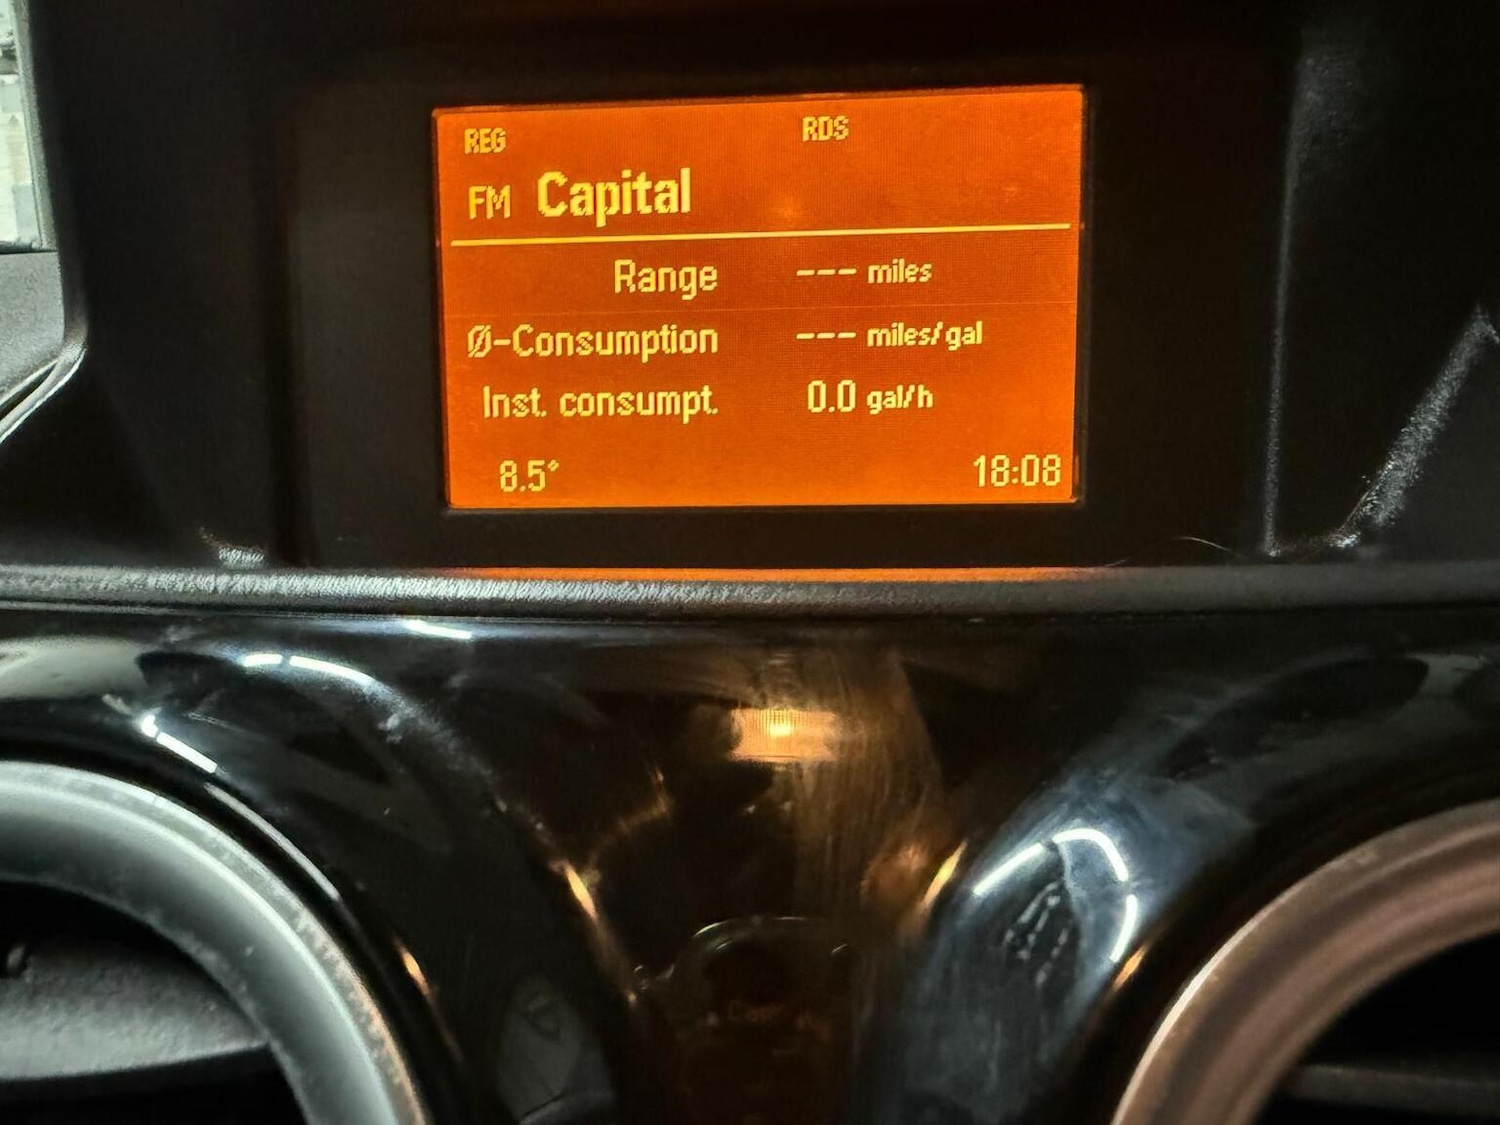 REG RDS
FM Capital
Range --- miles
Ø-Consumption --- miles/gal
Inst. consumpt. 0.0 gal/h
8.5° 18:08